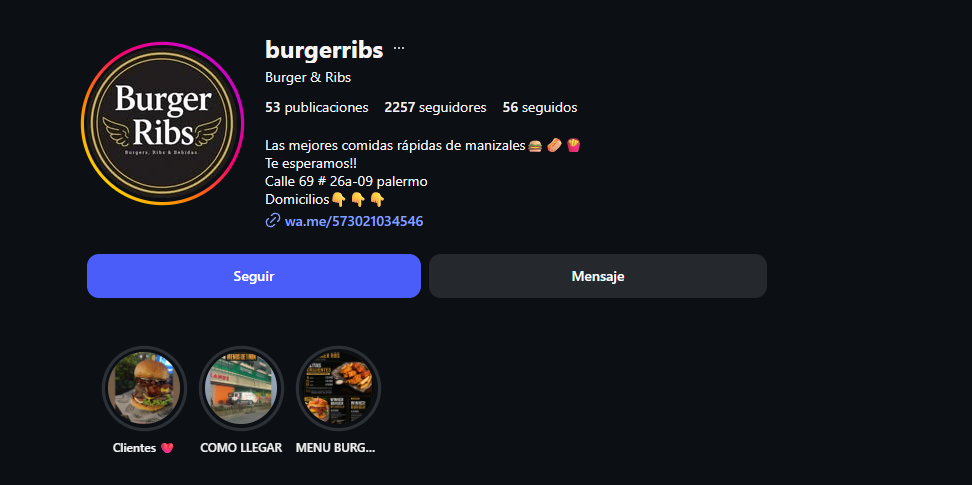 burgerribs ...
Burger & Ribs
53 publicaciones 2257 seguidores 56 seguidos
Burger
Ribs
Burgers, Ribs & Bebidas
Las mejores comidas rápidas de manizales🍔🌭🍟
Te esperamos!!
Calle 69 # 26a-09 palermo
Domicilios👇👇👇
wa.me/573021034546
Seguir
Mensaje
Clientes 💖
COMO LLEGAR
MENU BURG...